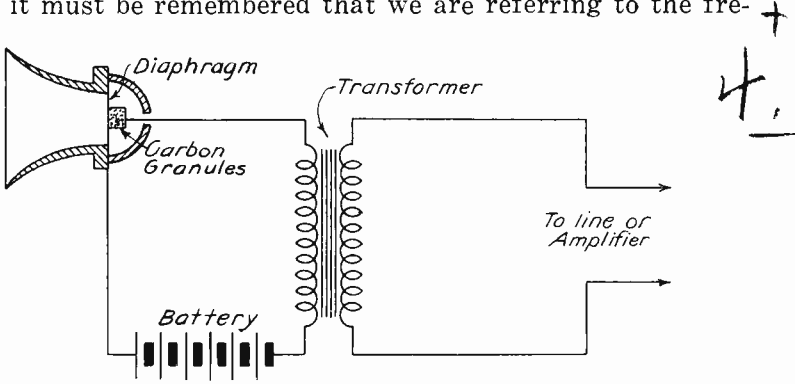 it must be remembered that we are referring to the fre-
+
4.
Diaphragm
Transformer
Carbon
Granules
To line or
Amplifier
Battery